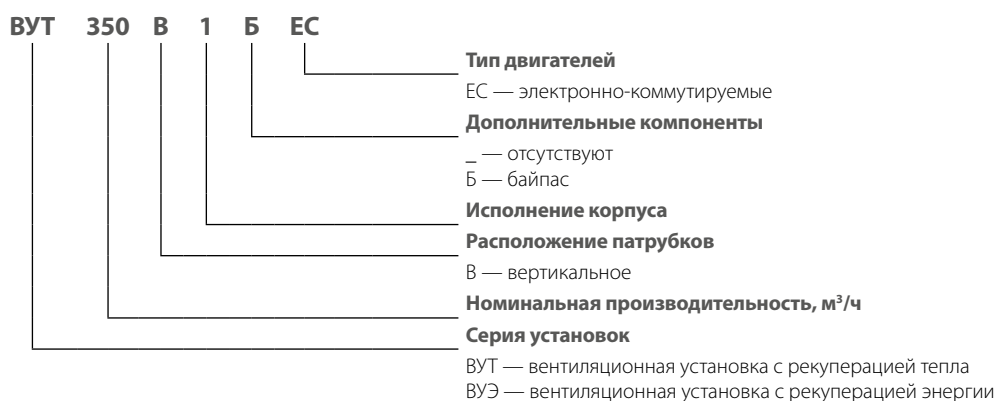 ВУТ 350 В 1 Б ЕС
Тип двигателей
ЕС — электронно-коммутируемые
Дополнительные компоненты
_ — отсутствуют
Б — байпас
Исполнение корпуса
Расположение патрубков
В — вертикальное
Номинальная производительность, м³/ч
Серия установок
ВУТ — вентиляционная установка с рекуперацией тепла
ВУЭ — вентиляционная установка с рекуперацией энергии